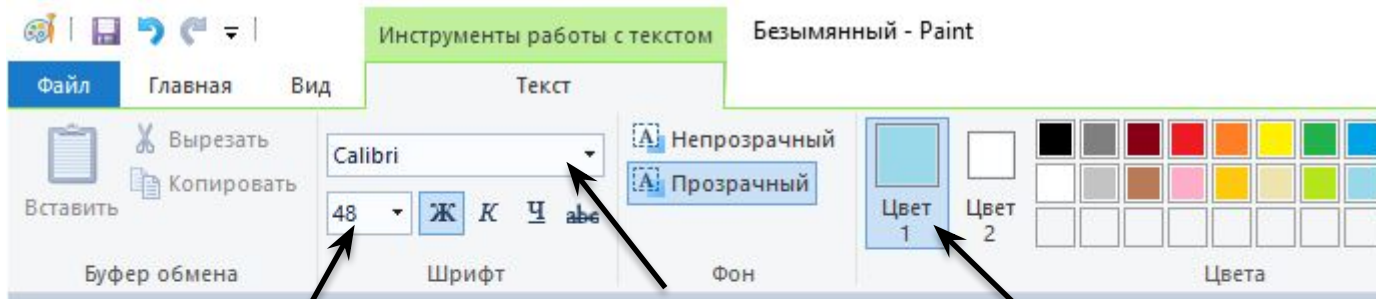 Инструменты работы с текстом Безымянный - Paint
Файл Главная Вид Текст
Вставить
Вырезать
Копировать
Буфер обмена
Calibri
48 Ж К Ч abc
Шрифт
Непрозрачный
Прозрачный
Фон
Цвет
1
Цвет
2
Цвета